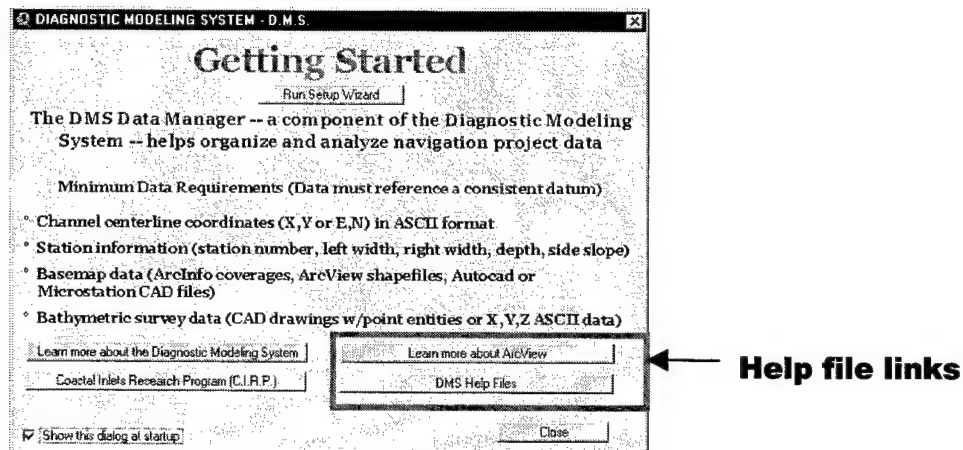 DIAGNOSTIC MODELING SYSTEM - D.M.S.
Getting Started
Run Setup Wizard
The DMS Data Manager -- a component of the Diagnostic Modeling
System -- helps organize and analyze navigation project data
Minimum Data Requirements (Data must reference a consistent datum)
° Channel centerline coordinates (X,Y or E,N) in ASCII format
° Station information (station number, left width, right width, depth, side slope)
° Basemap data (ArcInfo coverages, ArcView shapefiles, Autocad or
Microstation CAD files)
° Bathymetric survey data (CAD drawings w/point entities or X,Y,Z ASCII data)
Learn more about the Diagnostic Modeling System
Learn more about ArcView
Help file links
Coastal Inlets Research Program (C.I.R.P.)
DMS Help Files
Show this dialog at startup
Close